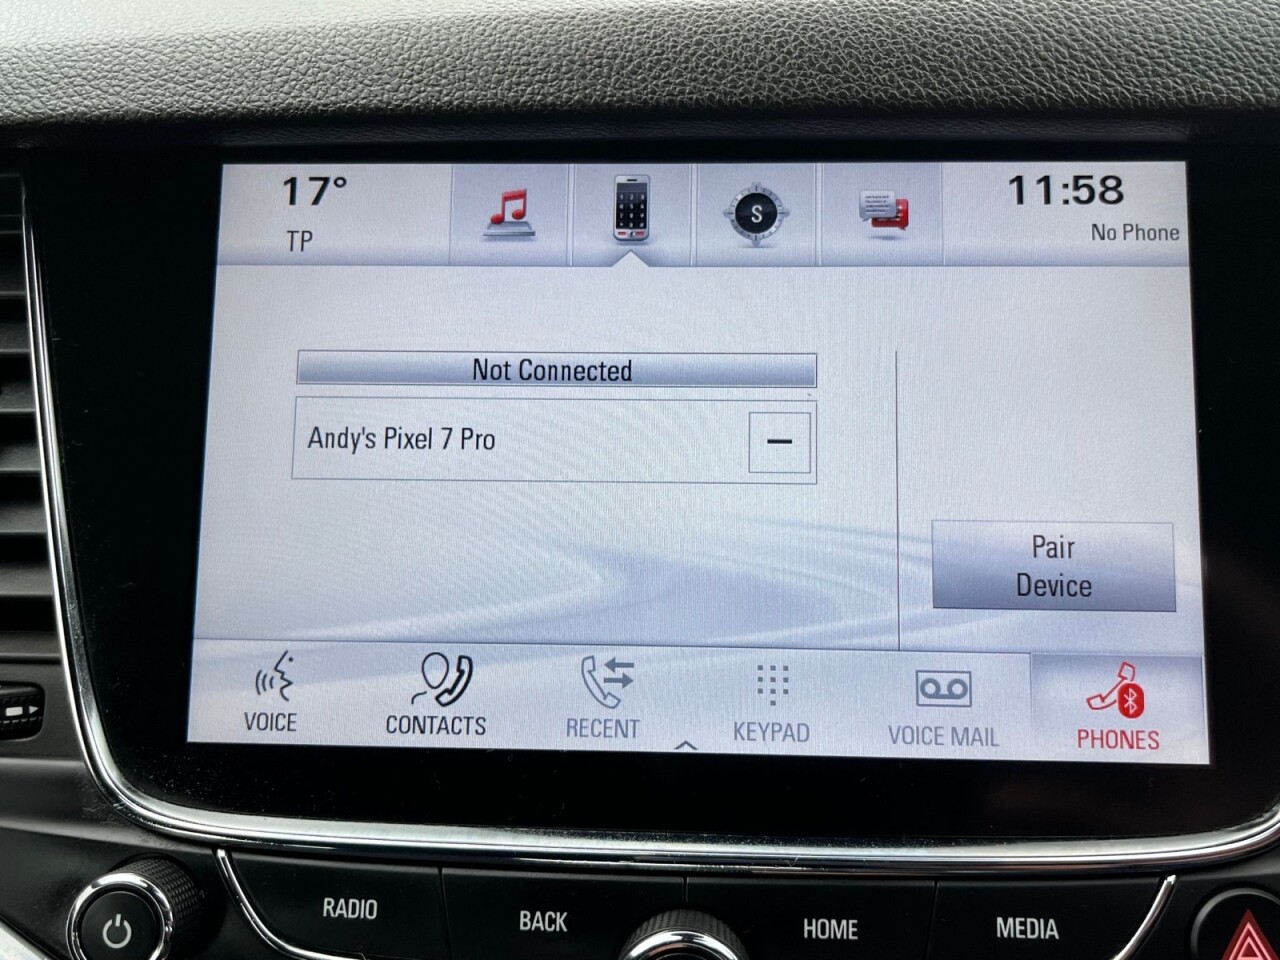 17°
TP
S
11:58
No Phone
Not Connected
Andy's Pixel 7 Pro
Pair
Device
VOICE
CONTACTS
RECENT
KEYPAD
VOICE MAIL
PHONES
RADIO
BACK
HOME
MEDIA